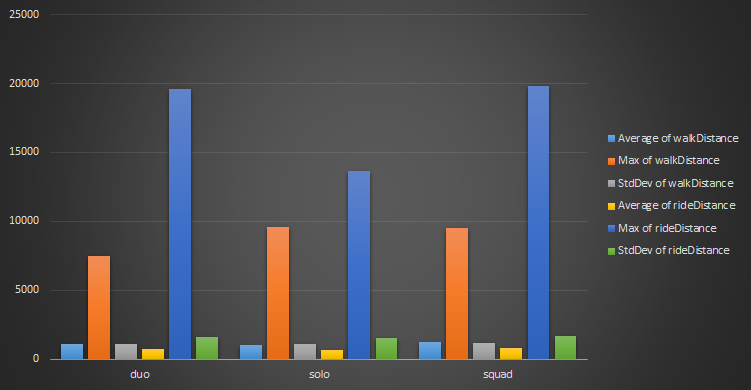 25000
20000
15000
10000
5000
0
duo
solo
squad
Average of walkDistance
Max of walkDistance
StdDev of walkDistance
Average of rideDistance
Max of rideDistance
StdDev of rideDistance